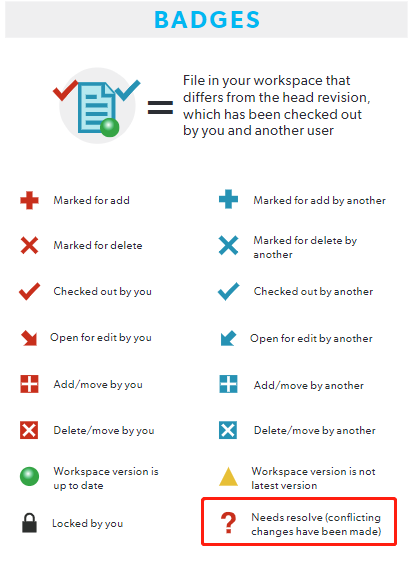 BADGES
File in your workspace that
differs from the head revision,
which has been checked out
by you and another user
Marked for add
Marked for add by another
Marked for delete
Marked for delete by
another
Checked out by you
Checked out by another
Open for edit by you
Open for edit by another
Add/move by you
Add/move by another
Delete/move by you
Delete/move by another
Workspace version is
up to date
Workspace version is not
latest version
Locked by you
Needs resolve (conflicting
changes have been made)